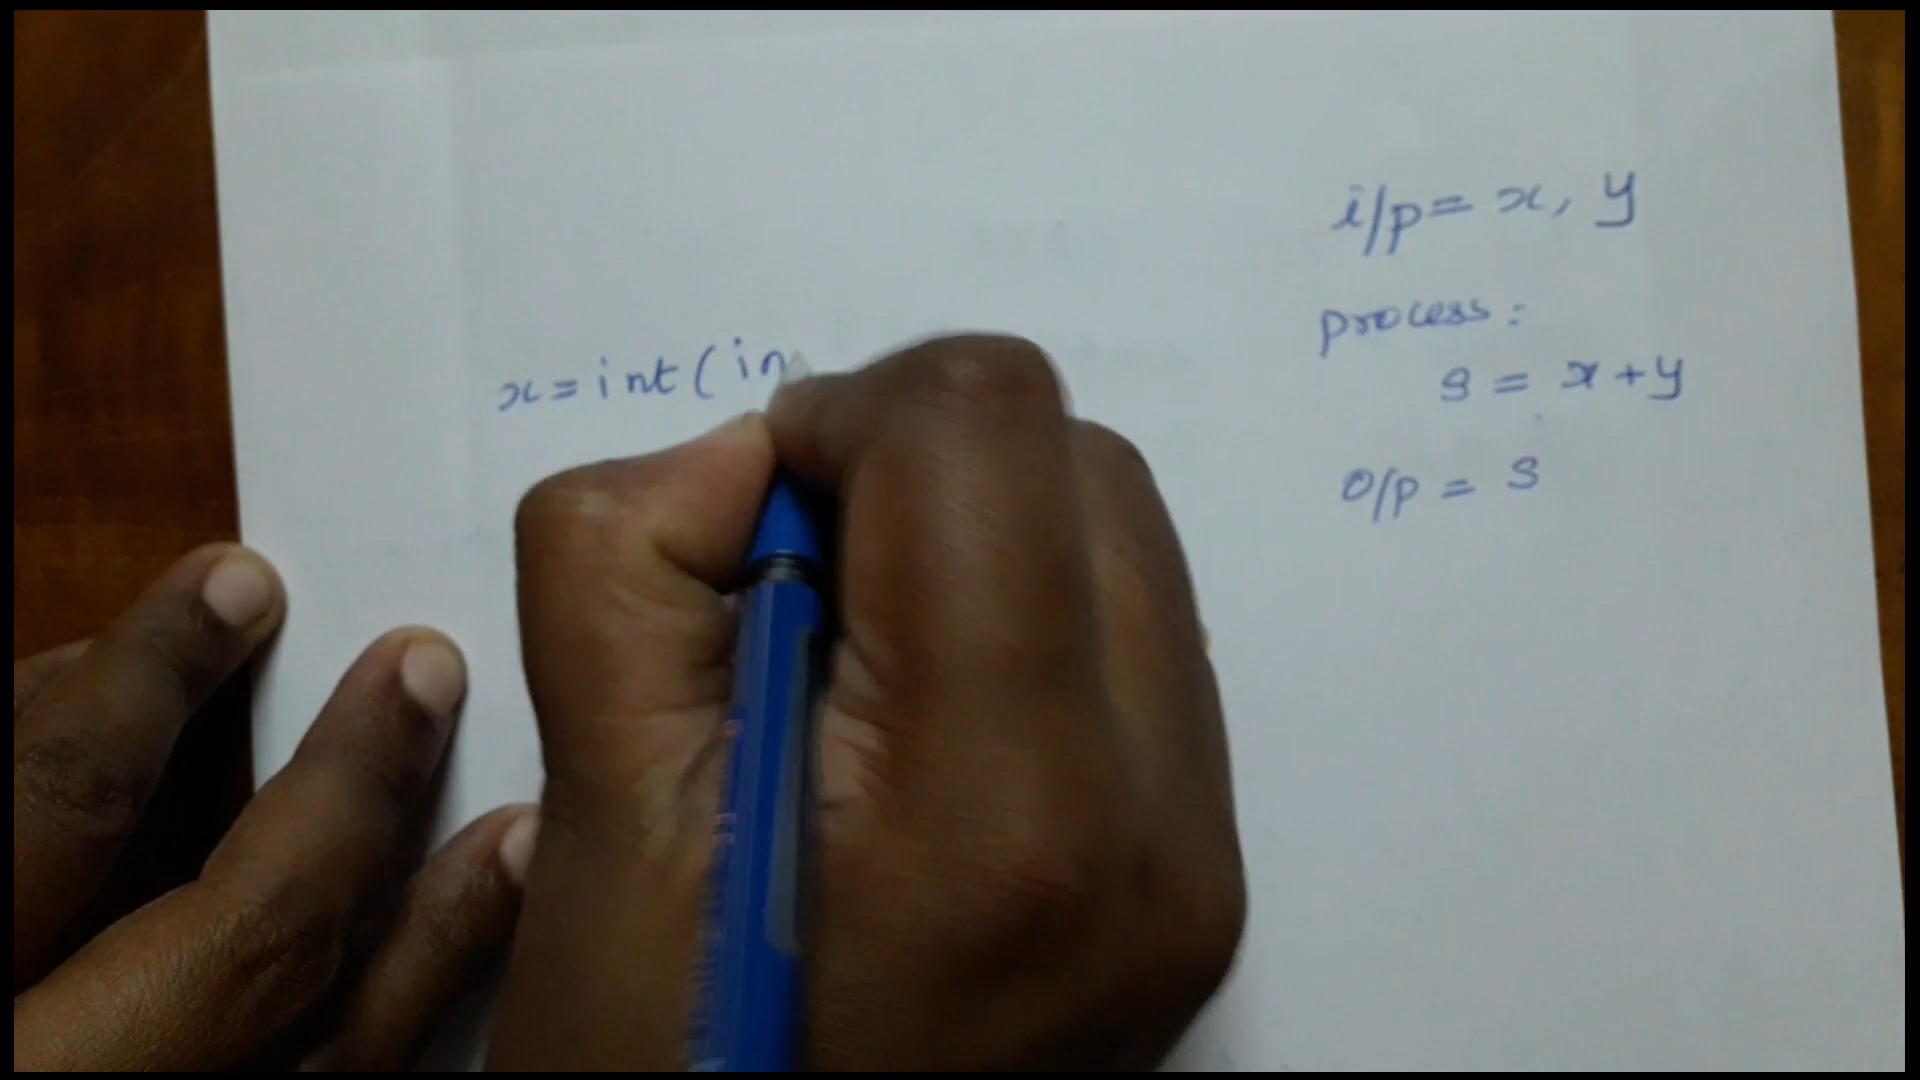 x = int ( in
i/p = x, y
process :
s = x + y
o/p = s